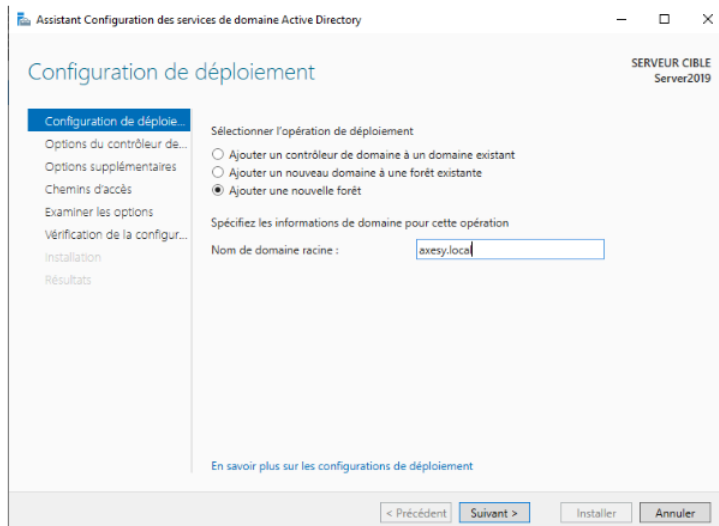 Assistant Configuration des services de domaine Active Directory
Configuration de déploiement
SERVEUR CIBLE
Server2019
Configuration de déploie...
Options du contrôleur de...
Options supplémentaires
Chemins d'accès
Examiner les options
Vérification de la configur...
Installation
Résultats
Sélectionner l'opération de déploiement
Ajouter un contrôleur de domaine à un domaine existant
Ajouter un nouveau domaine à une forêt existante
Ajouter une nouvelle forêt
Spécifiez les informations de domaine pour cette opération
Nom de domaine racine : axesy.local
En savoir plus sur les configurations de déploiement
< Précédent Suivant > Installer Annuler